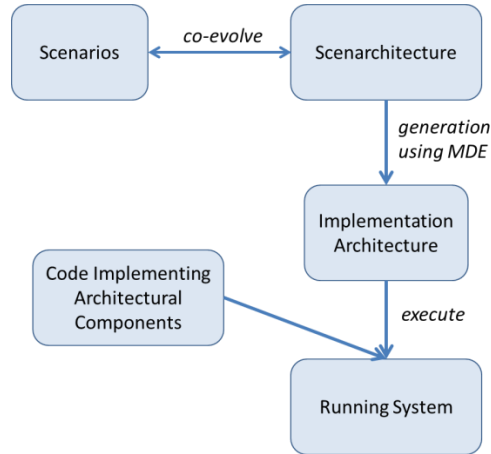 Scenarios
co-evolve
Scenarchitecture
generation
using MDE
Implementation
Architecture
Code Implementing
Architectural
Components
execute
Running System